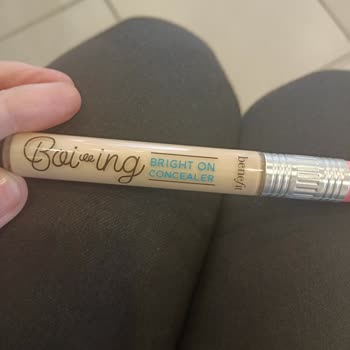 Boi-ing
BRIGHT ON
CONCEALER
benefit